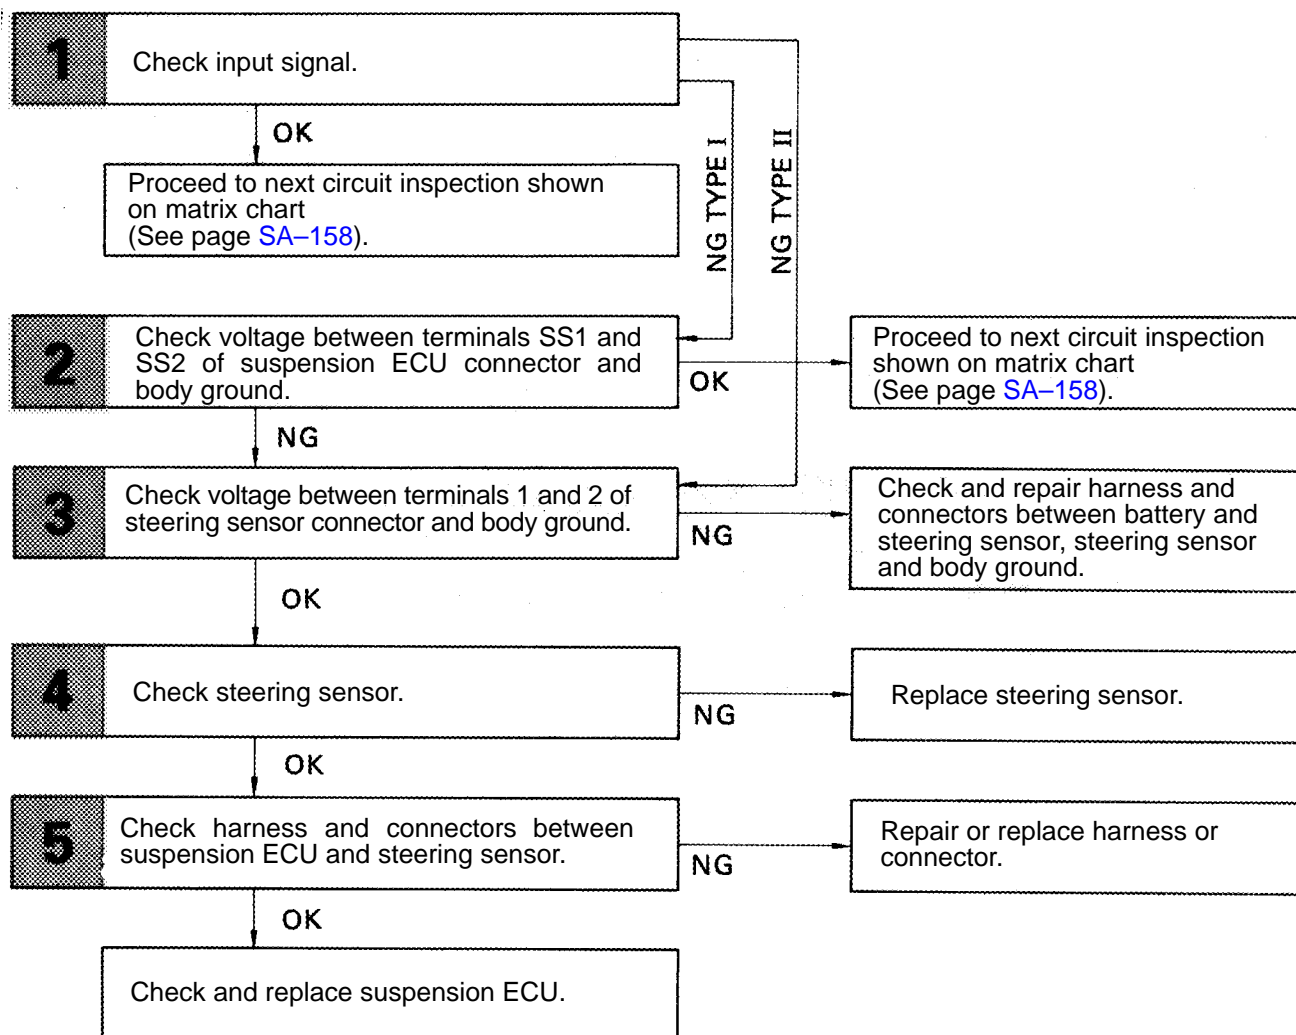 1
Check input signal.
OK
NG TYPE I
NG TYPE II
Proceed to next circuit inspection shown
on matrix chart
(See page SA–158).
2
Check voltage between terminals SS1 and
SS2 of suspension ECU connector and
body ground.
OK
Proceed to next circuit inspection
shown on matrix chart
(See page SA–158).
NG
3
Check voltage between terminals 1 and 2 of
steering sensor connector and body ground.
NG
Check and repair harness and
connectors between battery and
steering sensor, steering sensor
and body ground.
OK
4
Check steering sensor.
NG
Replace steering sensor.
OK
5
Check harness and connectors between
suspension ECU and steering sensor.
NG
Repair or replace harness or
connector.
OK
Check and replace suspension ECU.